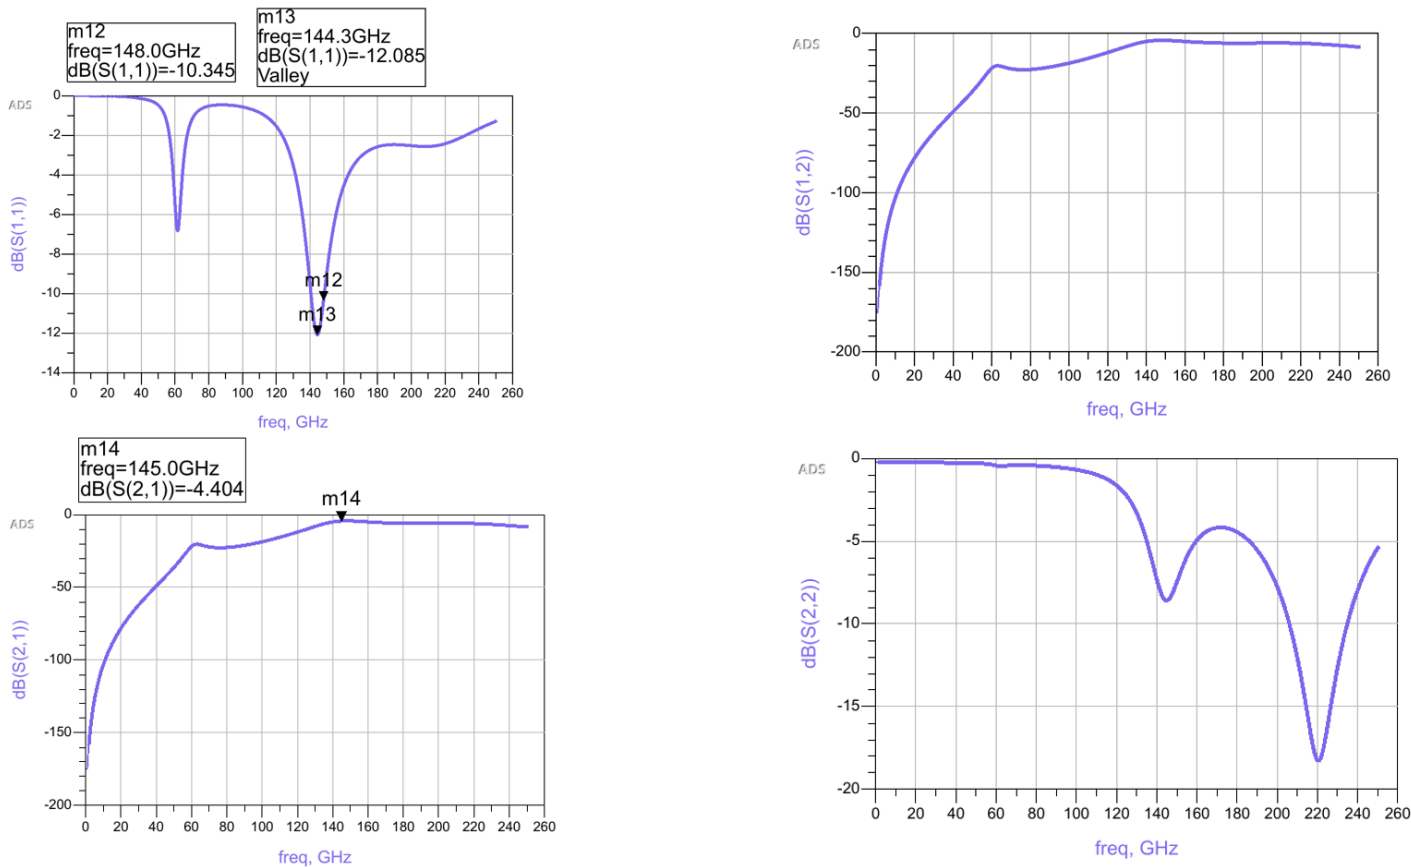 m12
freq=148.0GHz
dB(S(1,1))=-10.345
m13
freq=144.3GHz
dB(S(1,1))=-12.085
Valley
ADS
0
-2
-4
-6
-8
-10
-12
-14
dB(S(1,1))
m12
m13
0 20 40 60 80 100 120 140 160 180 200 220 240 260
freq, GHz
ADS
0
-50
-100
-150
-200
dB(S(1,2))
0 20 40 60 80 100 120 140 160 180 200 220 240 260
freq, GHz
m14
freq=145.0GHz
dB(S(2,1))=-4.404
m14
ADS
0
-50
-100
-150
-200
dB(S(2,1))
0 20 40 60 80 100 120 140 160 180 200 220 240 260
freq, GHz
ADS
0
-5
-10
-15
-20
dB(S(2,2))
0 20 40 60 80 100 120 140 160 180 200 220 240 260
freq, GHz